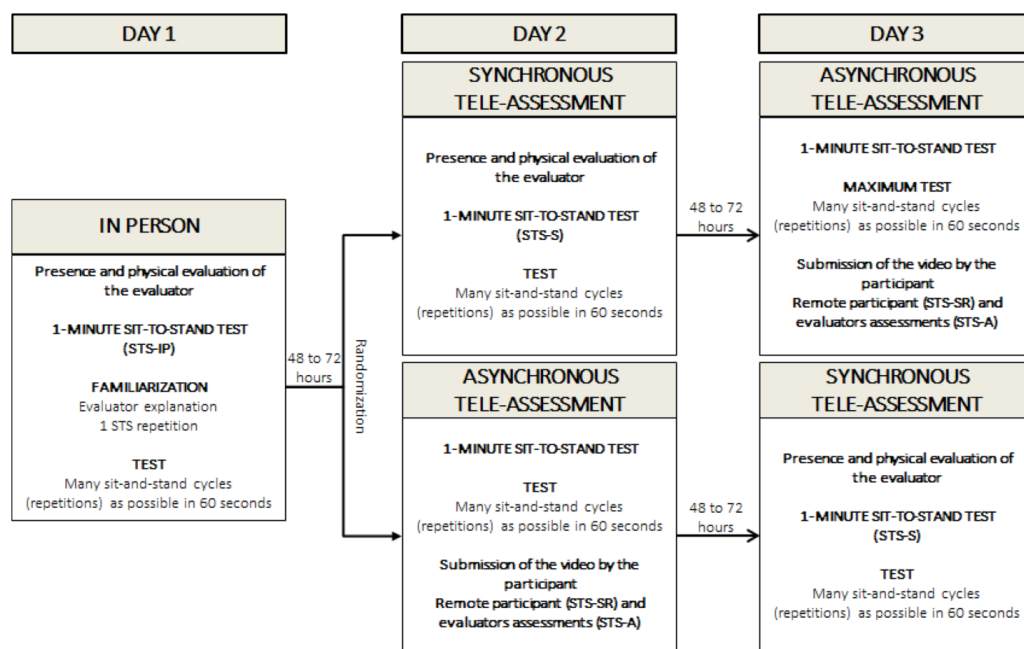 DAY 1
IN PERSON
Presence and physical evaluation of
the evaluator
1-MINUTE SIT-TO-STAND TEST
(STS-IP)
FAMILIARIZATION
Evaluator explanation
1 STS repetition
TEST
Many sit-and-stand cycles
(repetitions) as possible in 60 seconds
48 to 72
hours
Randomization
DAY 2
SYNCHRONOUS
TELE-ASSESSMENT
Presence and physical evaluation of
the evaluator
1-MINUTE SIT-TO-STAND TEST
(STS-S)
TEST
Many sit-and-stand cycles
(repetitions) as possible in 60 seconds
ASYNCHRONOUS
TELE-ASSESSMENT
1-MINUTE SIT-TO-STAND TEST
TEST
Many sit-and-stand cycles
(repetitions) as possible in 60 seconds
Submission of the video by the
participant
Remote participant (STS-SR) and
evaluators assessments (STS-A)
48 to 72
hours
48 to 72
hours
DAY 3
ASYNCHRONOUS
TELE-ASSESSMENT
1-MINUTE SIT-TO-STAND TEST
MAXIMUM TEST
Many sit-and-stand cycles
(repetitions) as possible in 60 seconds
Submission of the video by the
participant
Remote participant (STS-SR) and
evaluators assessments (STS-A)
SYNCHRONOUS
TELE-ASSESSMENT
Presence and physical evaluation of
the evaluator
1-MINUTE SIT-TO-STAND TEST
(STS-S)
TEST
Many sit-and-stand cycles
(repetitions) as possible in 60 seconds